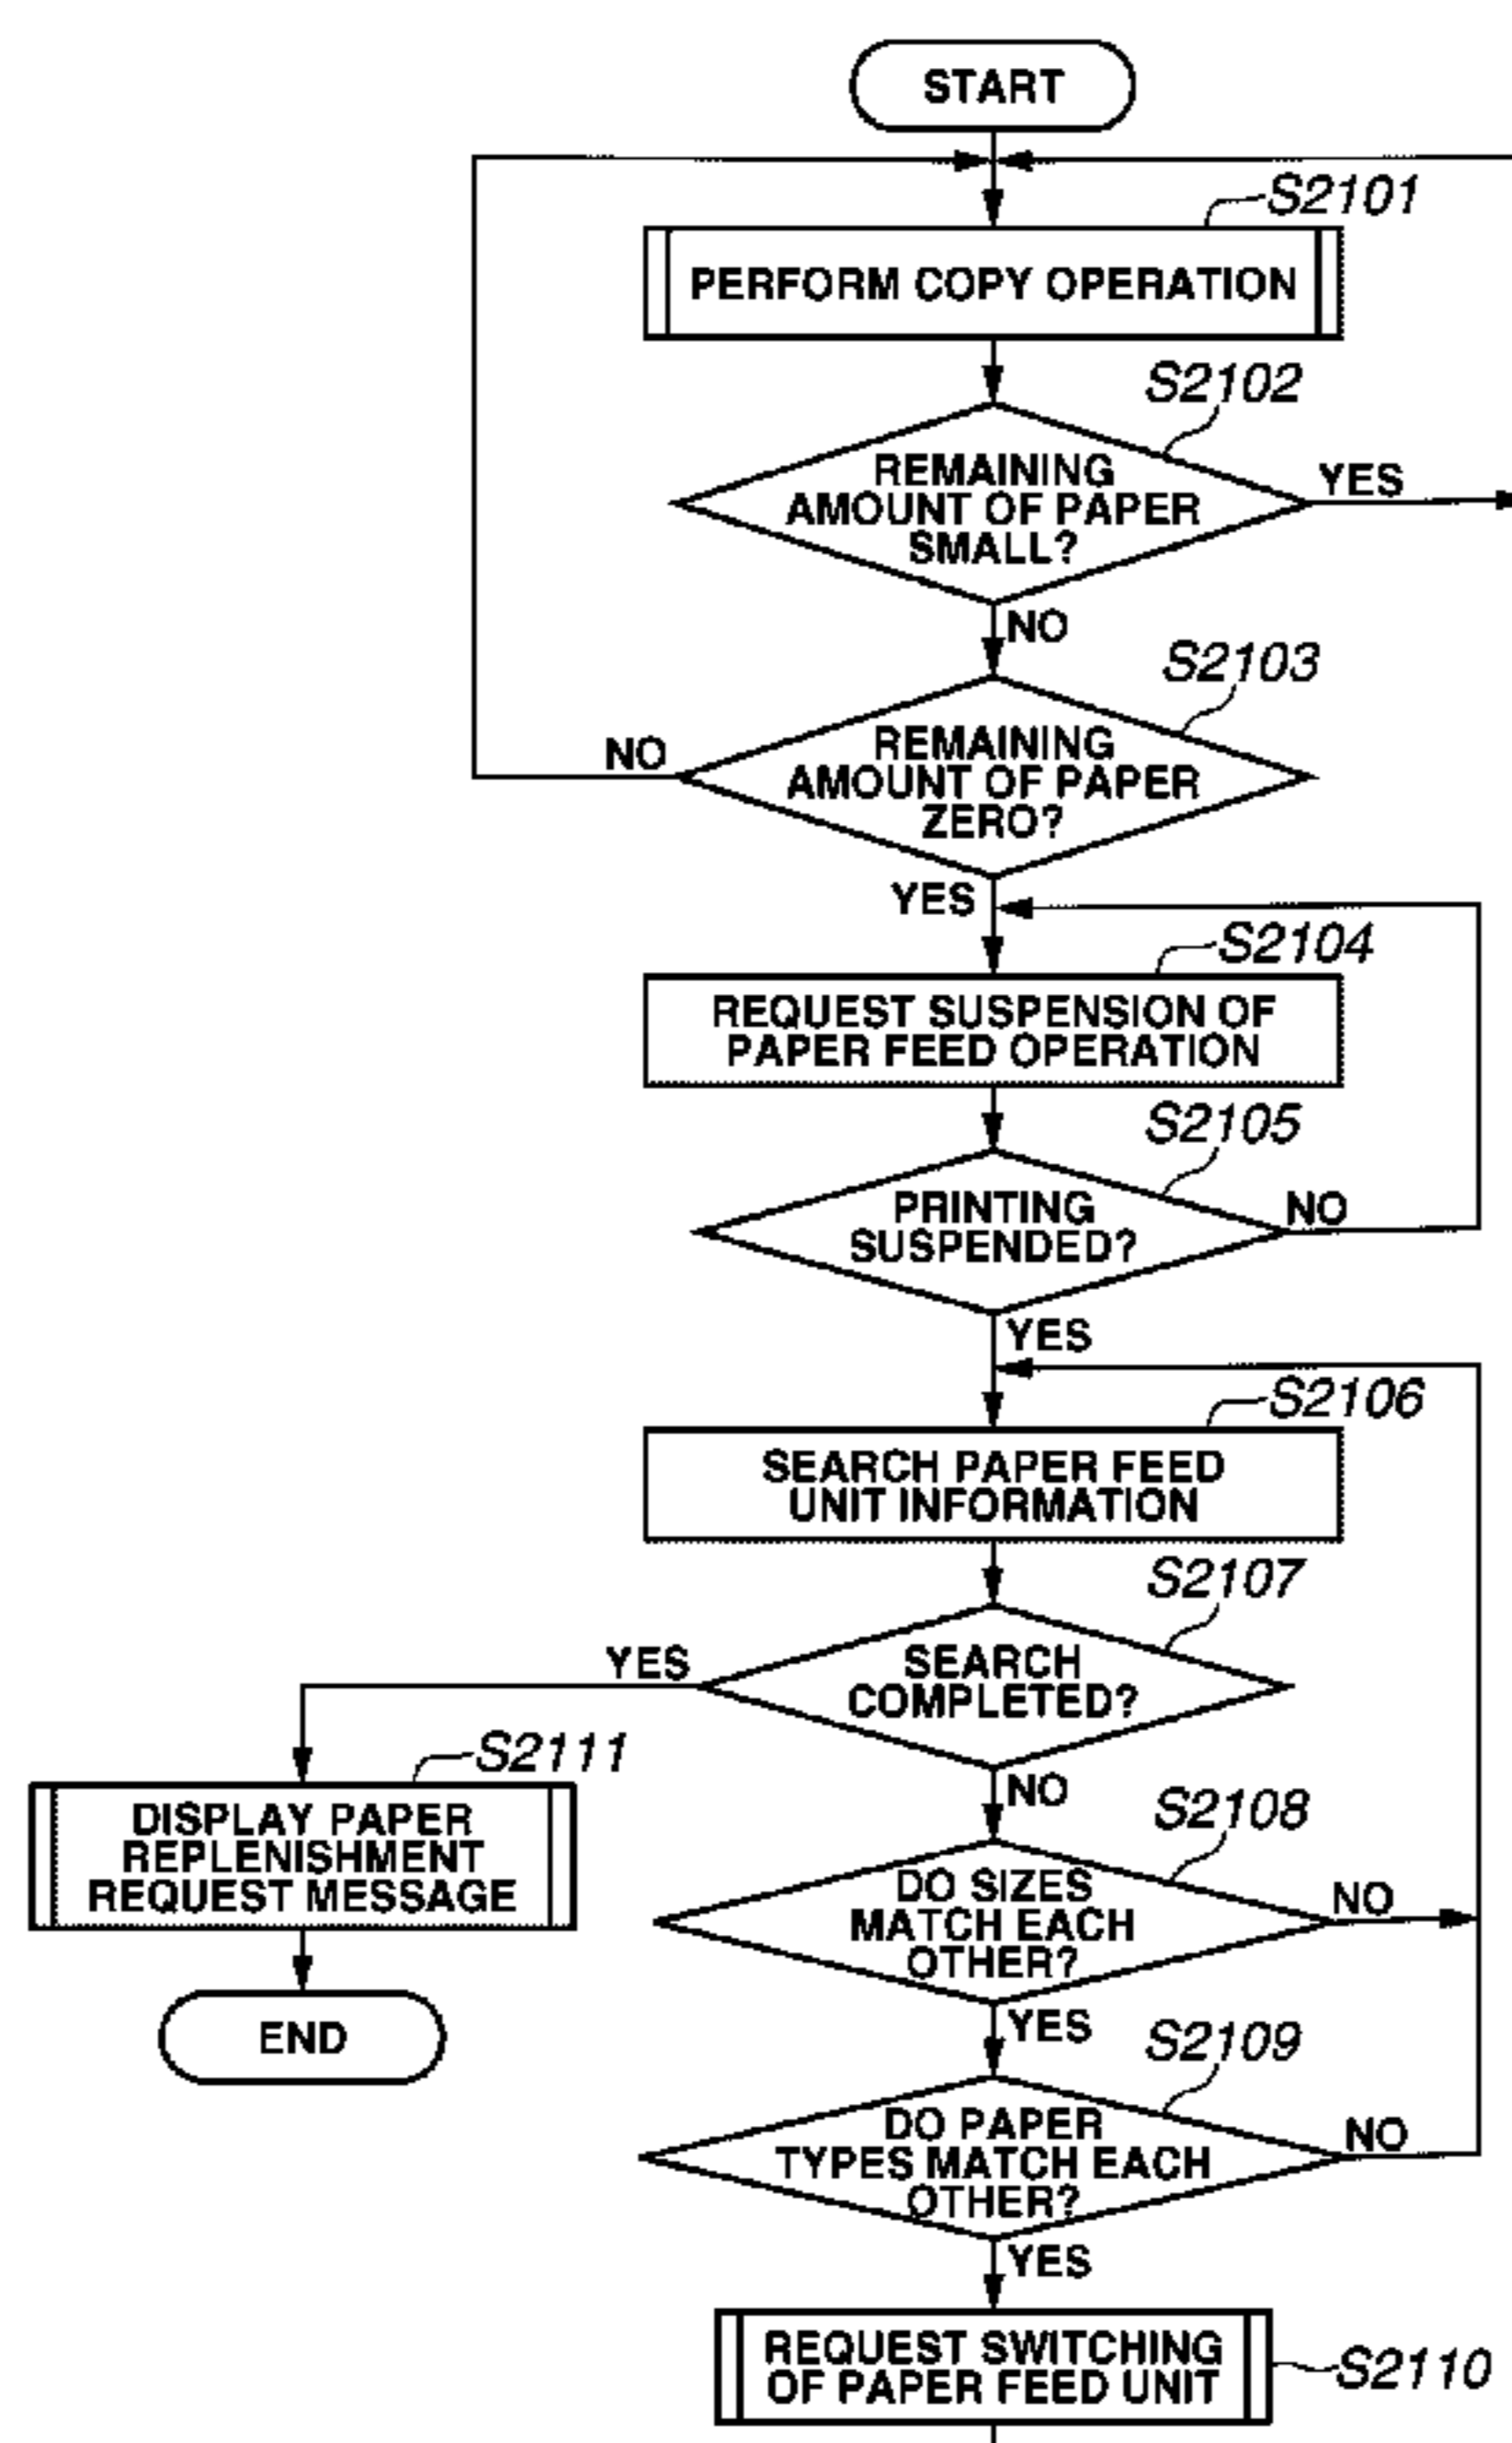 START
S2101
PERFORM COPY OPERATION
S2102
REMAINING
AMOUNT OF PAPER
SMALL?
YES
NO
S2103
REMAINING
AMOUNT OF PAPER
ZERO?
NO
YES
S2104
REQUEST SUSPENSION OF
PAPER FEED OPERATION
S2105
PRINTING
SUSPENDED?
NO
YES
S2106
SEARCH PAPER FEED
UNIT INFORMATION
S2107
SEARCH
COMPLETED?
YES
NO
S2111
DISPLAY PAPER
REPLENISHMENT
REQUEST MESSAGE
END
S2108
DO SIZES
MATCH EACH
OTHER?
NO
YES
S2109
DO PAPER
TYPES MATCH EACH
OTHER?
NO
YES
REQUEST SWITCHING
OF PAPER FEED UNIT
S2110